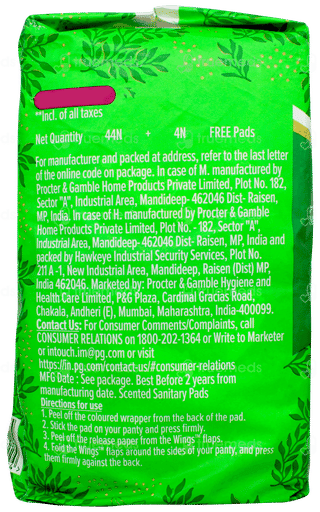 **Incl. of all taxes
Net Quantity 44N + 4N FREE Pads
For manufacturer and packed at address, refer to the last letter
of the online code on package. In case of M. manufactured by
Procter & Gamble Home Products Private Limited, Plot No. 182,
Sector "A", Industrial Area, Mandideep- 462046 Dist- Raisen,
MP, India. In case of H: manufactured by Procter & Gamble
Home Products Private Limited, Plot No. - 182, Sector "A",
Industrial Area, Mandideep- 462046 Dist- Raisen, MP, India and
packed by Hawkeye Industrial Security Services, Plot No.
211 A -1, New Industrial Area, Mandideep, Raisen (Dist) MP,
India 462046. Marketed by: Procter & Gamble Hygiene and
Health Care Limited, P&G Plaza, Cardinal Gracias Road,
Chakala, Andheri (E), Mumbai, Maharashtra, India-400099.
Contact Us: For Consumer Comments/Complaints, call
CONSUMER RELATIONS on 1800-202-1364 or Write to Marketer
or intouch.im@pg.com or visit
https://in.pg.com/contact-us/#consumer-relations
MFG Date : See package. Best Before 2 years from
manufacturing date. Scented Sanitary Pads
Directions for use
1. Peel off the coloured wrapper from the back of the pad.
2. Stick the pad on your panty and press firmly.
3. Peel off the release paper from the Wings™ flaps.
4. Fold the Wings™ flaps around the sides of your panty, and press
them firmly against the back.